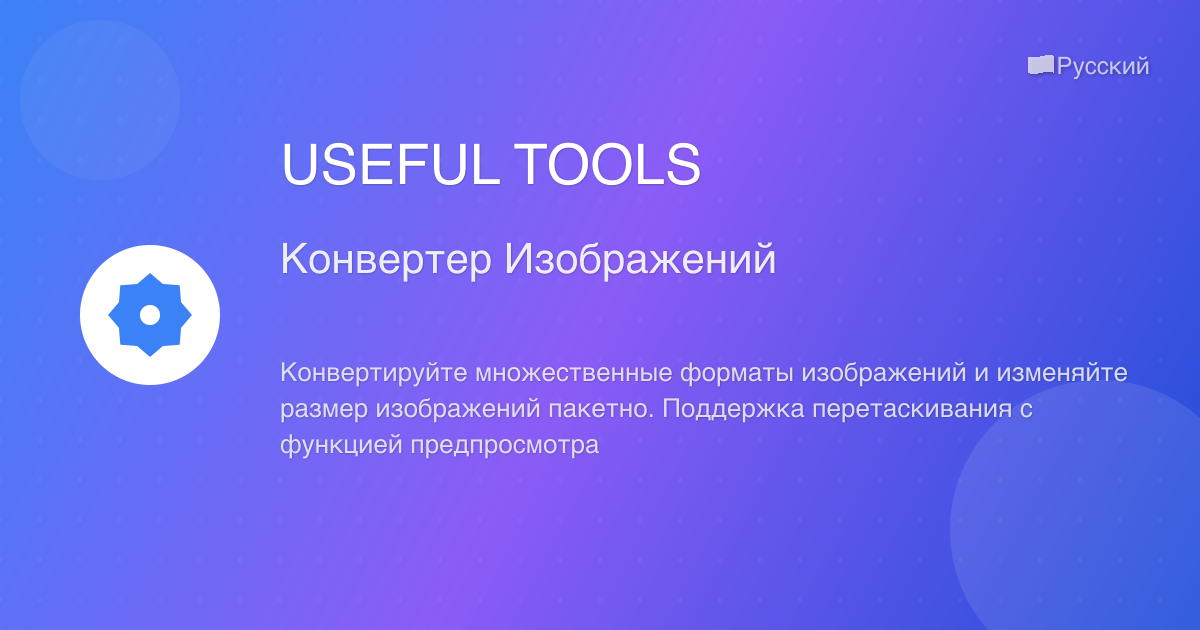 Русский
USEFUL TOOLS
Конвертер Изображений
Конвертируйте множественные форматы изображений и изменяйте
размер изображений пакетно. Поддержка перетаскивания с
функцией предпросмотра